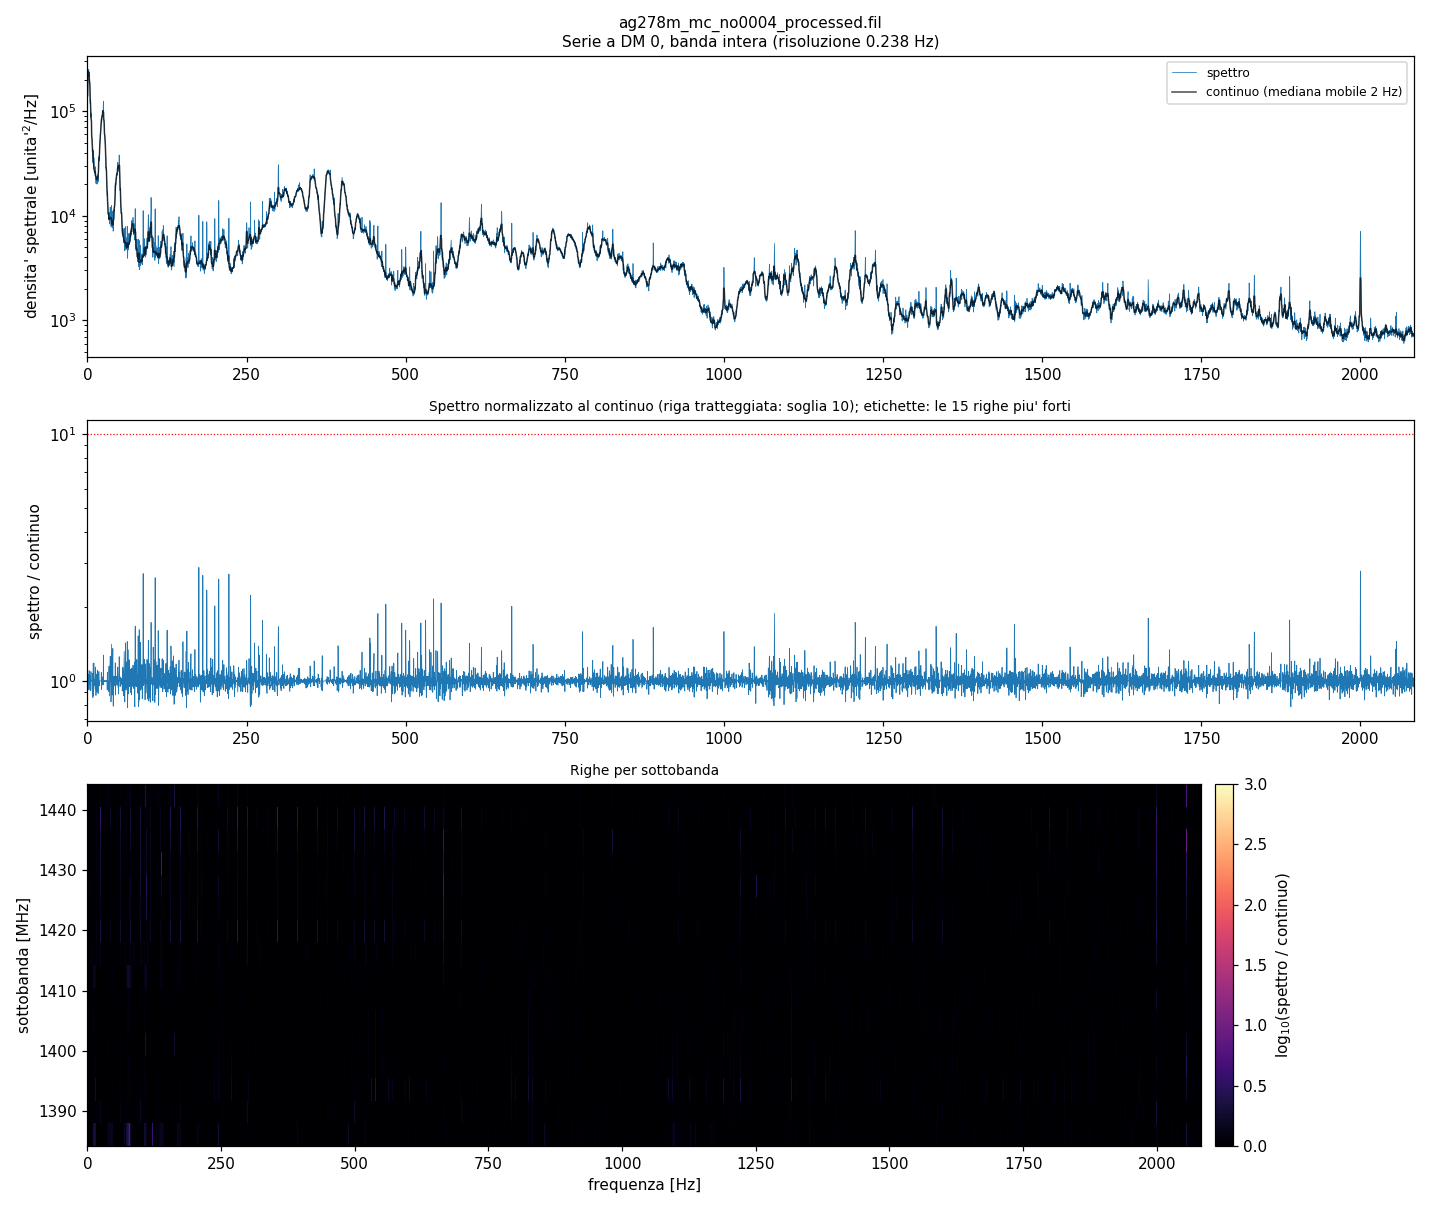 ag278m_mc_no0004_processed.fil
Serie a DM 0, banda intera (risoluzione 0.238 Hz)
densita' spettrale [unita'²/Hz]
10⁵
10⁴
10³
spettro
continuo (mediana mobile 2 Hz)
0 250 500 750 1000 1250 1500 1750 2000
Spettro normalizzato al continuo (riga tratteggiata: soglia 10); etichette: le 15 righe piu' forti
spettro / continuo
10¹
10⁰
0 250 500 750 1000 1250 1500 1750 2000
Righe per sottobanda
sottobanda [MHz]
1440
1430
1420
1410
1400
1390
0 250 500 750 1000 1250 1500 1750 2000
frequenza [Hz]
3.0
2.5
2.0
1.5
1.0
0.5
0.0
log₁₀(spettro / continuo)